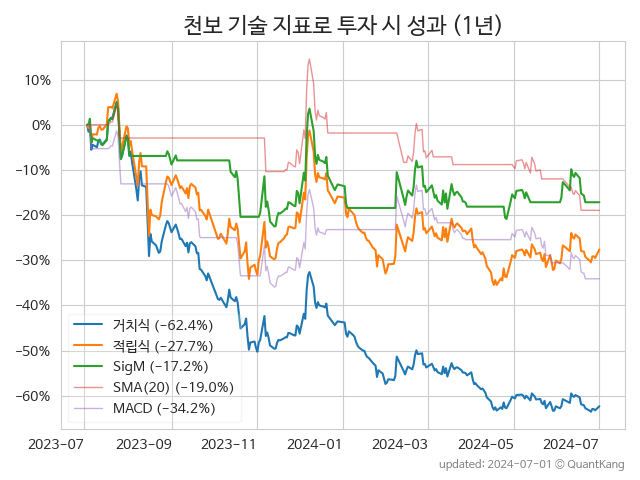 천보 기술 지표로 투자 시 성과 (1년)
10%
0%
−10%
−20%
−30%
−40%
−50%
−60%
거치식 (−62.4%)
적립식 (−27.7%)
SigM (−17.2%)
SMA(20) (−19.0%)
MACD (−34.2%)
2023-07 2023-09 2023-11 2024-01 2024-03 2024-05 2024-07
updated: 2024-07-01 © QuantKang